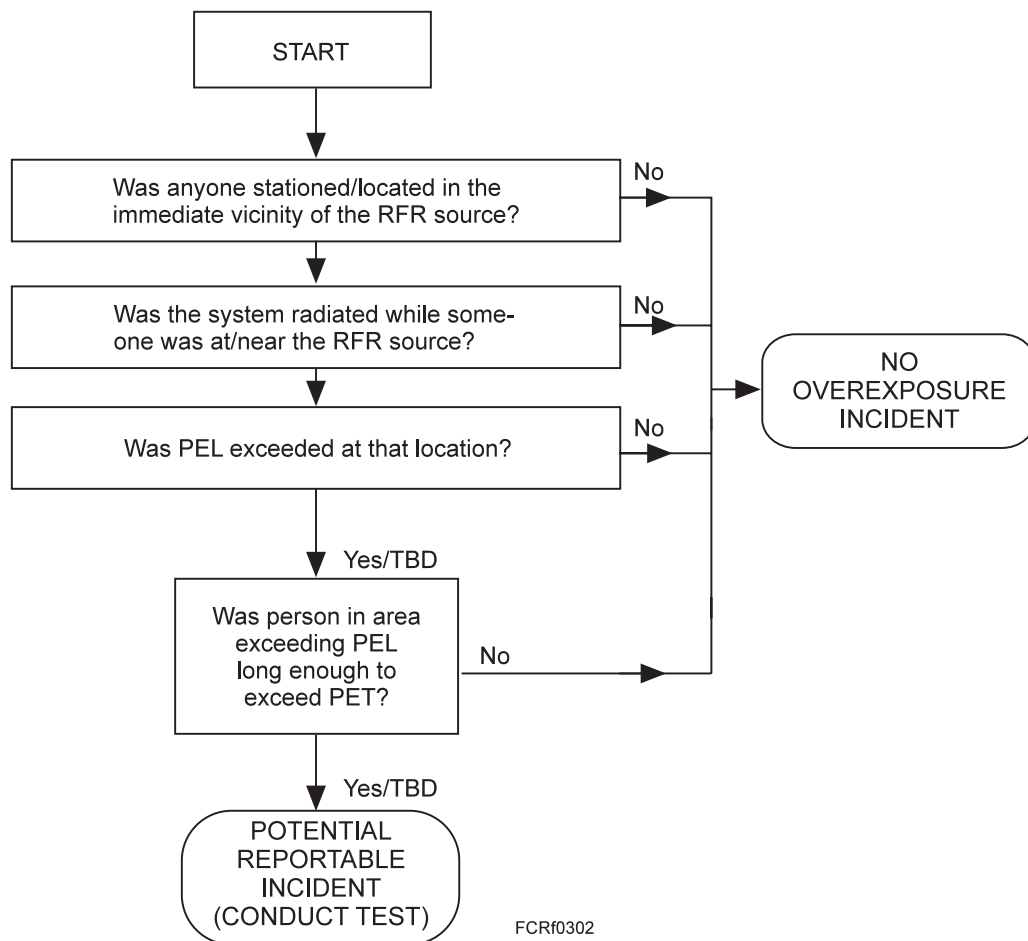 START
Was anyone stationed/located in the
immediate vicinity of the RFR source?
No
Was the system radiated while some-
one was at/near the RFR source?
No
NO
OVEREXPOSURE
INCIDENT
Was PEL exceeded at that location?
No
Yes/TBD
Was person in area
exceeding PEL
long enough to
exceed PET?
No
Yes/TBD
POTENTIAL
REPORTABLE
INCIDENT
(CONDUCT TEST)
FCRf0302